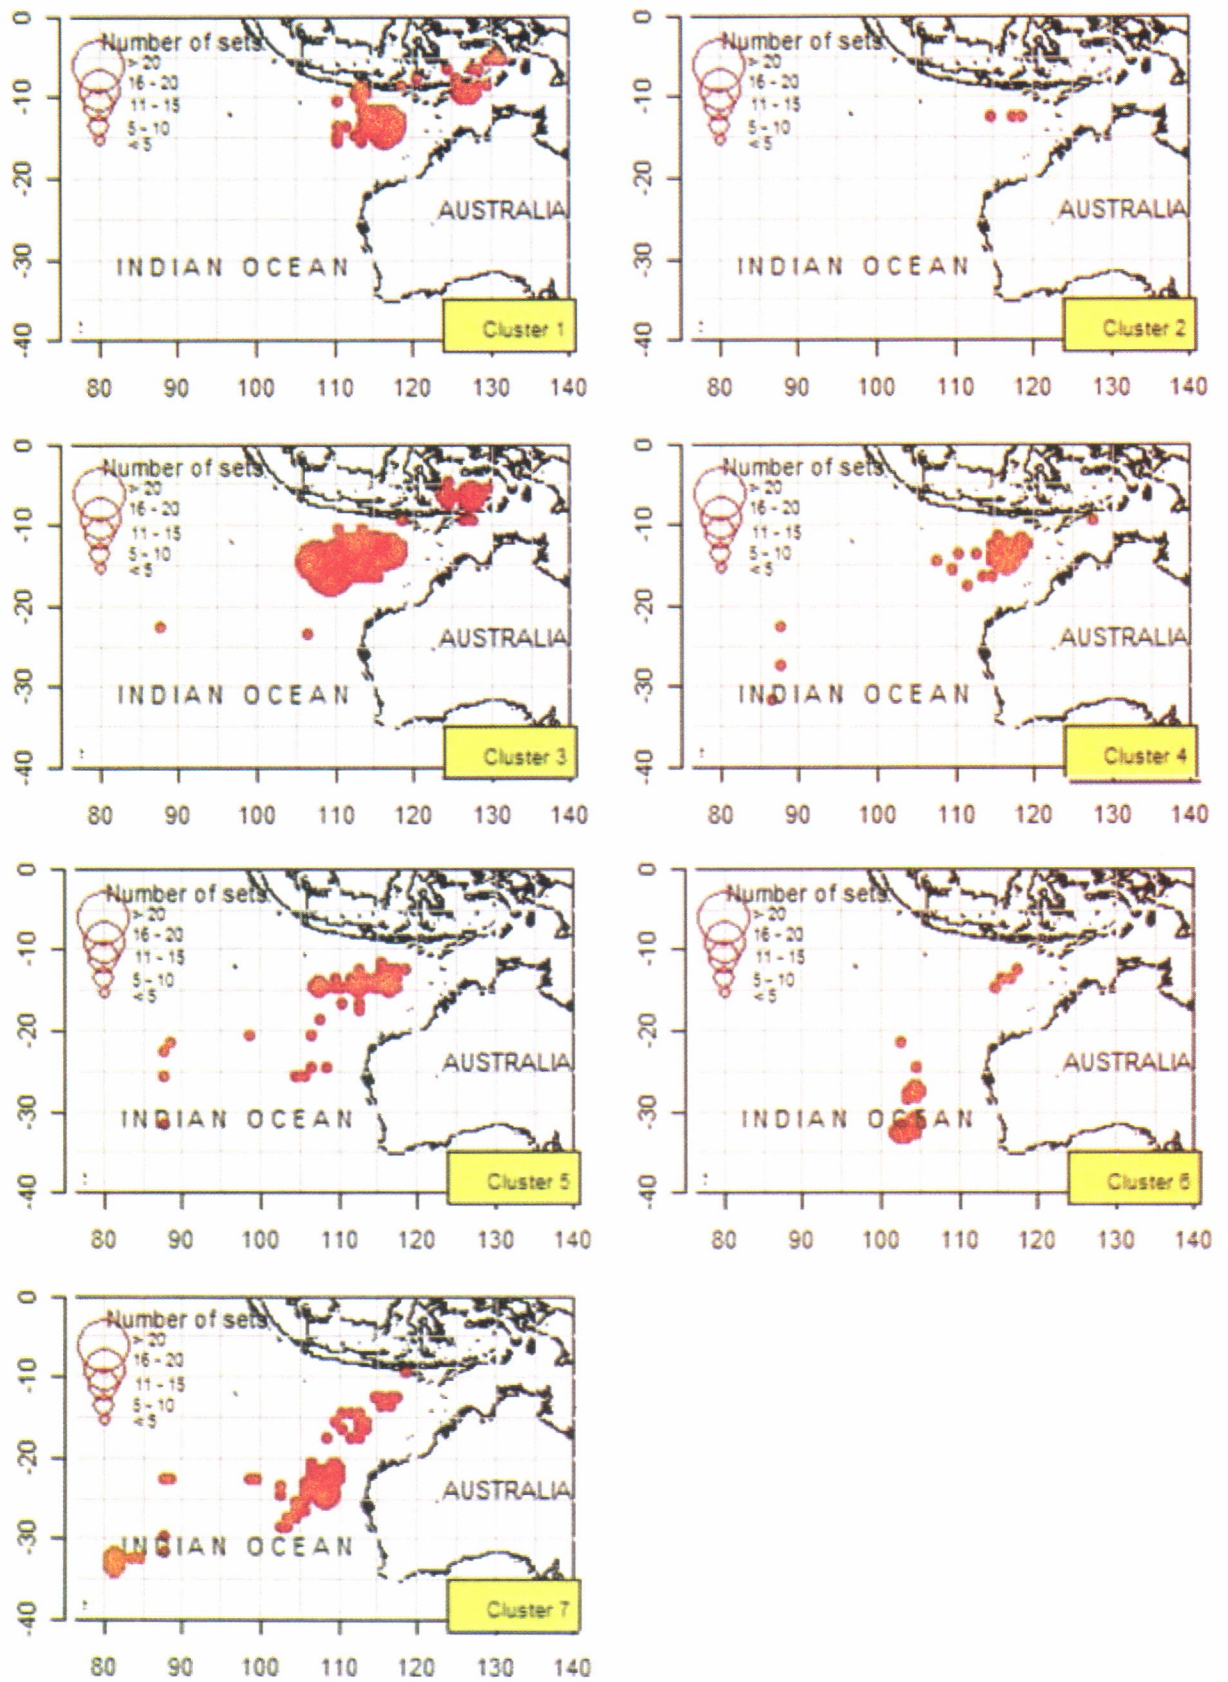 Number of sets
> 20
16 - 20
11 - 15
5 - 10
< 5
AUSTRALIA
INDIAN OCEAN
Cluster 1
0
-10
-20
-30
-40
80 90 100 110 120 130 140
Number of sets
> 20
16 - 20
11 - 15
5 - 10
< 5
AUSTRALIA
INDIAN OCEAN
Cluster 2
0
-10
-20
-30
-40
80 90 100 110 120 130 140
Number of sets
> 20
16 - 20
11 - 15
5 - 10
< 5
AUSTRALIA
INDIAN OCEAN
Cluster 3
0
-10
-20
-30
-40
80 90 100 110 120 130 140
Number of sets
> 20
16 - 20
11 - 15
5 - 10
< 5
AUSTRALIA
INDIAN OCEAN
Cluster 4
0
-10
-20
-30
-40
80 90 100 110 120 130 140
Number of sets
> 20
16 - 20
11 - 15
5 - 10
< 5
AUSTRALIA
INDIAN OCEAN
Cluster 5
0
-10
-20
-30
-40
80 90 100 110 120 130 140
Number of sets
> 20
16 - 20
11 - 15
5 - 10
< 5
AUSTRALIA
INDIAN OCEAN
Cluster 6
0
-10
-20
-30
-40
80 90 100 110 120 130 140
Number of sets
> 20
16 - 20
11 - 15
5 - 10
< 5
AUSTRALIA
INDIAN OCEAN
Cluster 7
0
-10
-20
-30
-40
80 90 100 110 120 130 140